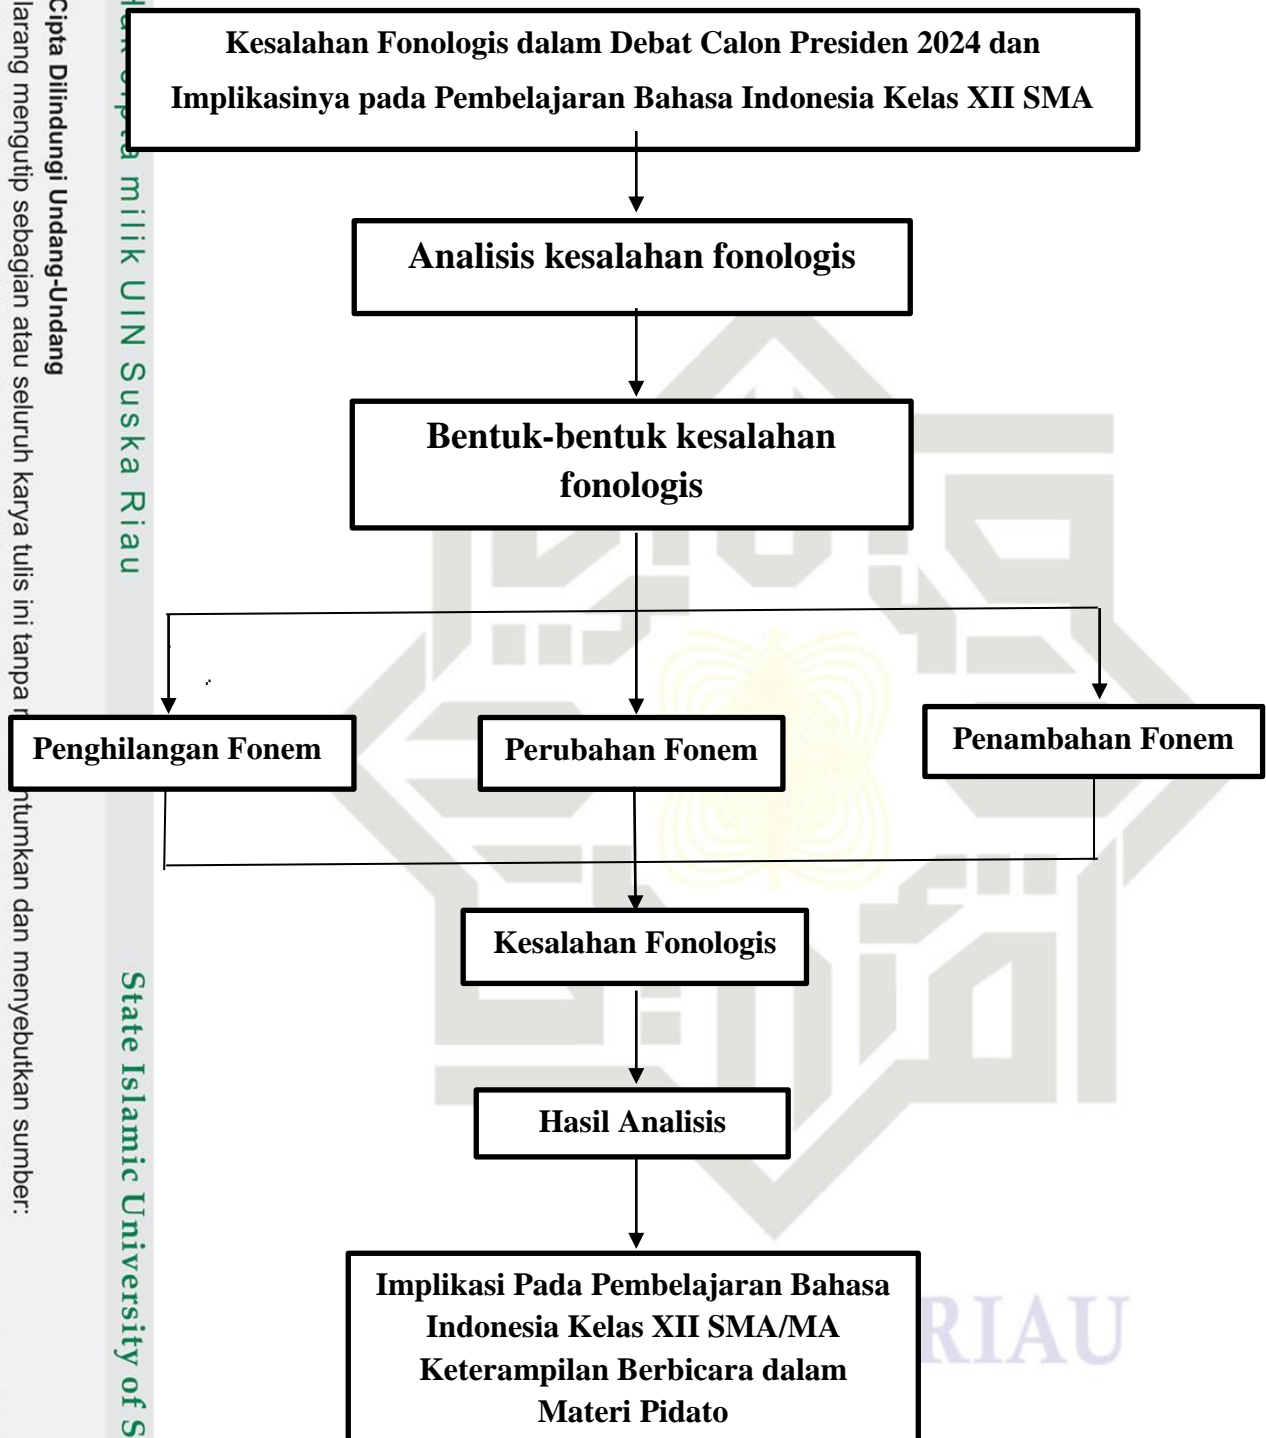 Kesalahan Fonologis dalam Debat Calon Presiden 2024 dan
Implikasinya pada Pembelajaran Bahasa Indonesia Kelas XII SMA
Analisis kesalahan fonologis
Bentuk-bentuk kesalahan
fonologis
Penghilangan Fonem
Perubahan Fonem
Penambahan Fonem
Kesalahan Fonologis
Hasil Analisis
Implikasi Pada Pembelajaran Bahasa
Indonesia Kelas XII SMA/MA
Keterampilan Berbicara dalam
Materi Pidato
milik UIN Suska Riau
State Islamic University of S
Cipta Dilindungi Undang-Undang
larang mengutip sebagian atau seluruh karya tulis ini tanpa ntumkan dan menyebutkan sumber:
RIAU